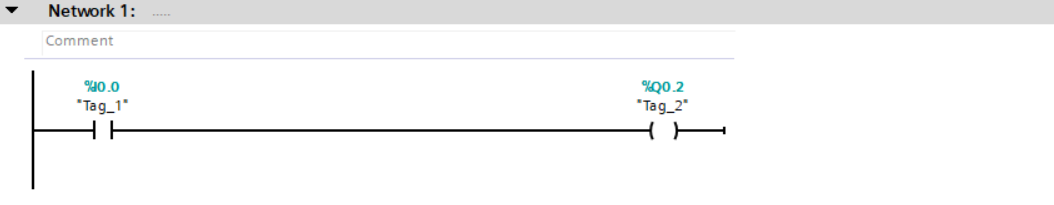 Network 1: .....
Comment
%I0.0
"Tag_1"
%Q0.2
"Tag_2"